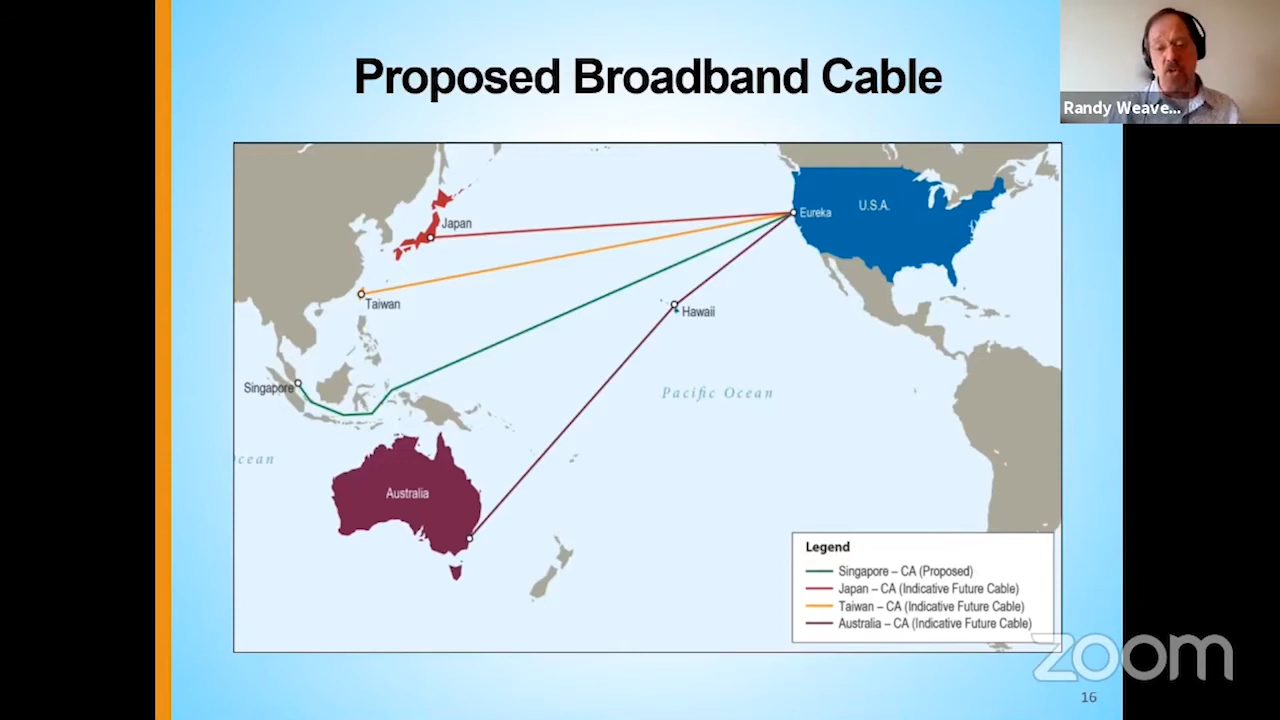 Proposed Broadband Cable
Randy Weave...
Japan
Eureka
U.S.A.
Taiwan
Hawaii
Singapore
Pacific Ocean
cean
Australia
Legend
Singapore – CA (Proposed)
Japan – CA (Indicative Future Cable)
Taiwan – CA (Indicative Future Cable)
Australia – CA (Indicative Future Cable)
zoom
16